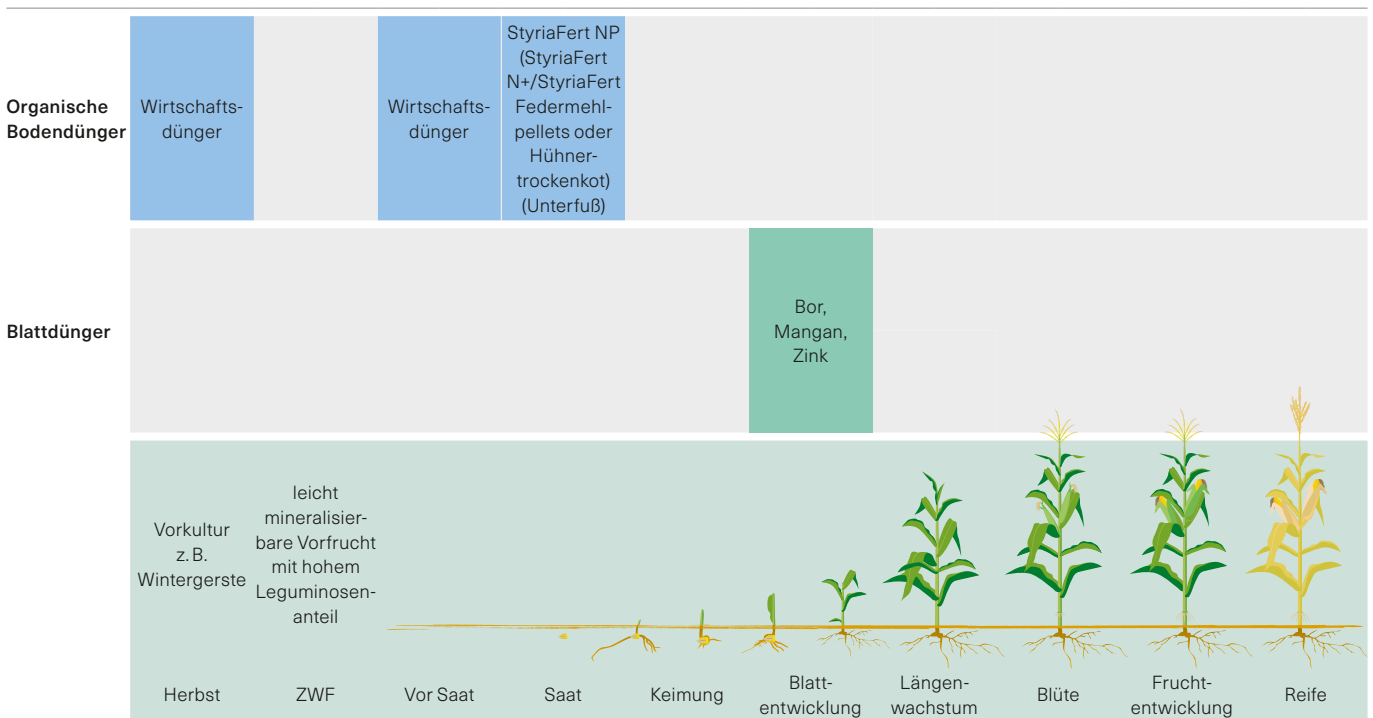 Organische
Bodendünger
Wirtschafts-
dünger
Wirtschafts-
dünger
StyriaFert NP
(StyriaFert
N+/StyriaFert
Federmehl-
pellets oder
Hühner-
trockenkot)
(Unterfuß)
Blattdünger
Bor,
Mangan,
Zink
Vorkultur
z. B.
Wintergerste
leicht
mineralisier-
bare Vorfrucht
mit hohem
Leguminosen-
anteil
Herbst
ZWF
Vor Saat
Saat
Keimung
Blatt-
entwicklung
Längen-
wachstum
Blüte
Frucht-
entwicklung
Reife